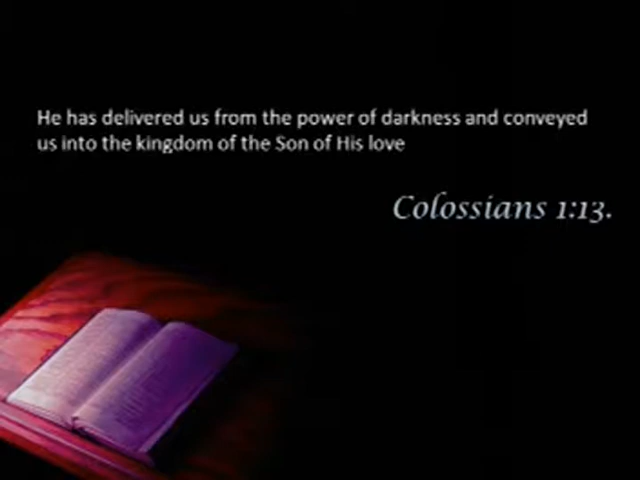 He has delivered us from the power of darkness and conveyed
us into the kingdom of the Son of His love
Colossians 1:13.